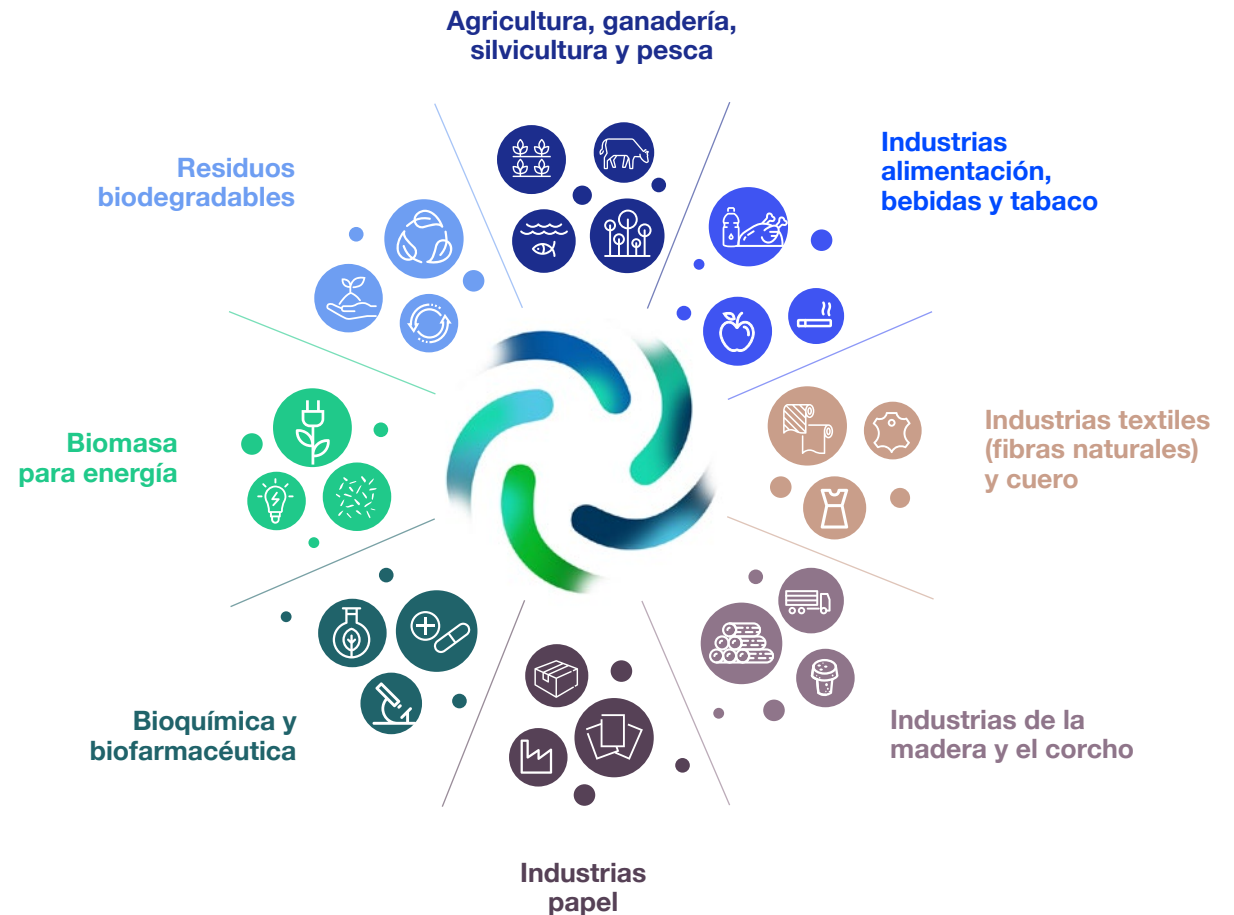 Agricultura, ganadería,
silvicultura y pesca
Industrias
alimentación,
bebidas y tabaco
Industrias textiles
(fibras naturales)
y cuero
Industrias de la
madera y el corcho
Industrias
papel
Bioquímica y
biofarmacéutica
Biomasa
para energía
Residuos
biodegradables